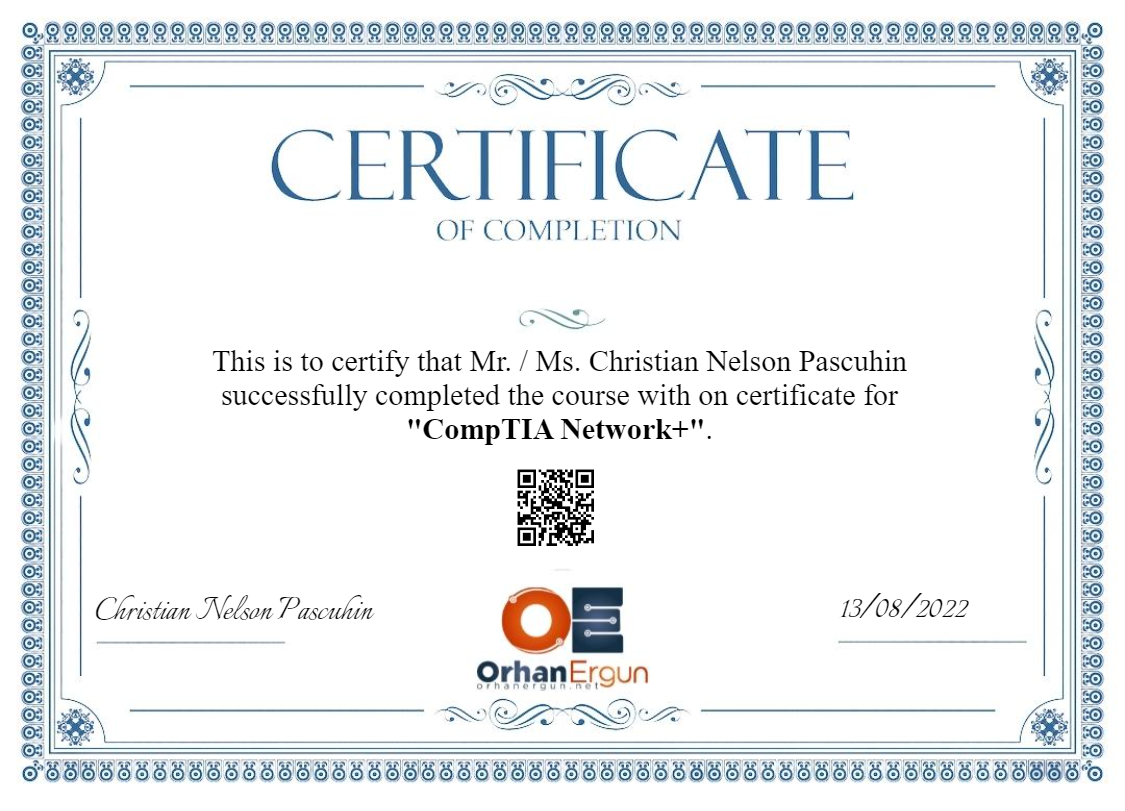 CERTIFICATE
OF COMPLETION
This is to certify that Mr. / Ms. Christian Nelson Pascuhin
successfully completed the course with on certificate for
"CompTIA Network+".
Christian Nelson Pascuhin
13/08/2022
OE
OrhanErgun
orhanergun.net